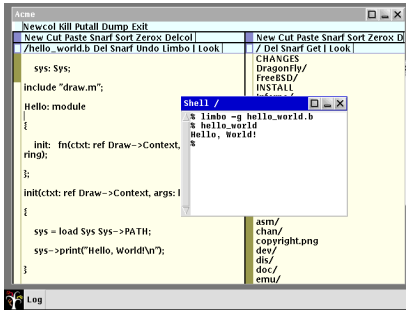 Acme
Newcol Kill Putall Dump Exit
New Cut Paste Snarf Sort Zerox Delcol
/hello_world.b Del Snarf Undo Limbo | Look |
sys: Sys;
include "draw.m";
Hello: module
{
init: fn(ctxt: ref Draw->Context,
ring);
};
init(ctxt: ref Draw->Context, args: l
{
sys = load Sys Sys->PATH;
sys->print("Hello, World!\n");
}
New Cut Paste Snarf Sort Zerox D
/ Del Snarf Get | Look |
CHANGES
DragonFly/
FreeBSD/
INSTALL
asm/
chan/
copyright.png
dev/
dis/
doc/
emu/
Shell /
% limbo -g hello_world.b
% hello_world
Hello, World!
%
Log